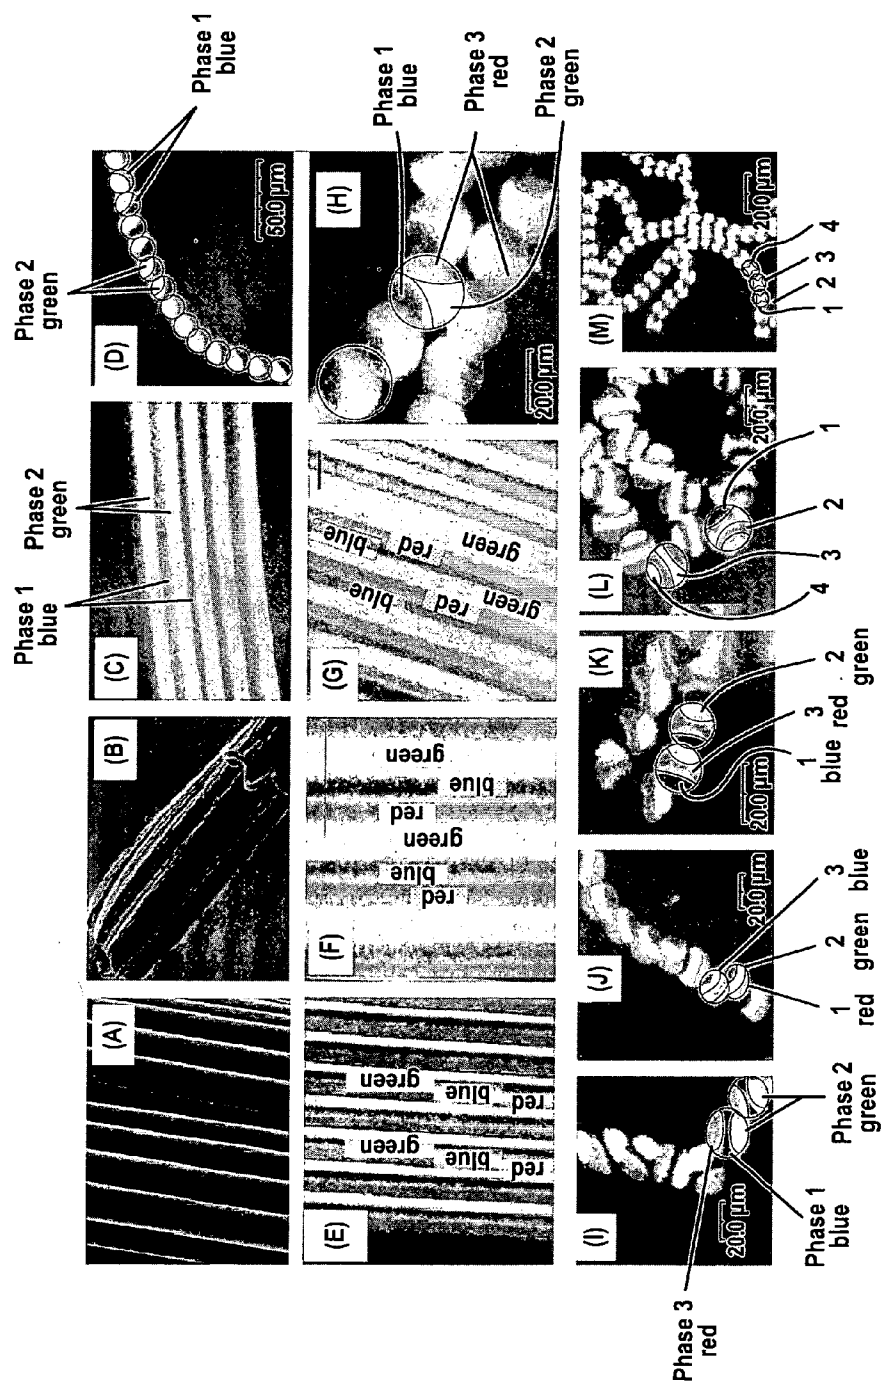 (A)
(B)
Phase 1
blue
Phase 2
green
(C)
Phase 2
green
Phase 1
blue
(D)
50.0 µm
(E)
green
blue
red
green
blue
red
(F)
green
blue
red
green
blue
red
(G)
blue
red
green
blue
red
green
(H)
20.0 µm
Phase 1
blue
Phase 3
red
Phase 2
green
(I)
20.0 µm
Phase 3
red
Phase 1
blue
Phase 2
green
(J)
20.0 µm
1 2 3
red green blue
(K)
20.0 µm
1 3 2
blue red green
(L)
20.0 µm
4 3 2 1
(M)
20.0 µm
1 2 3 4